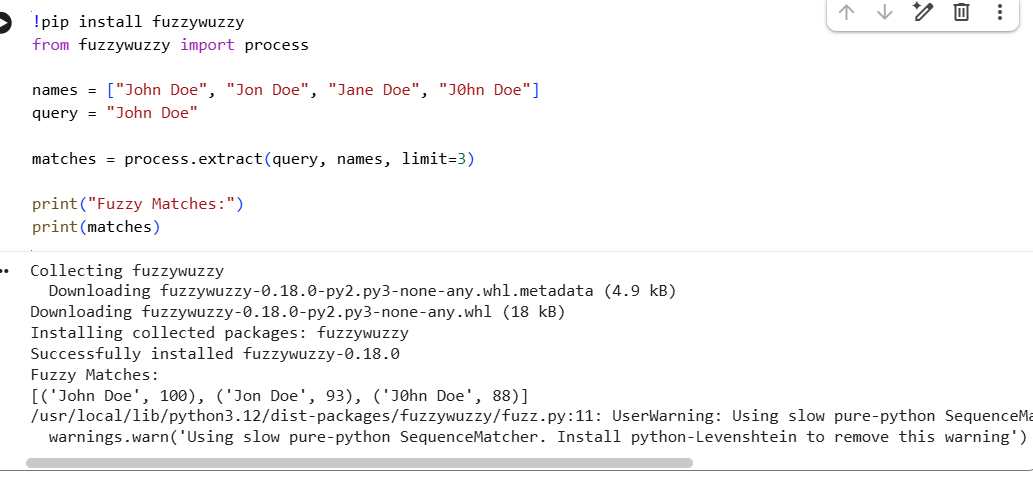 !pip install fuzzywuzzy
from fuzzywuzzy import process
names = ["John Doe", "Jon Doe", "Jane Doe", "J0hn Doe"]
query = "John Doe"
matches = process.extract(query, names, limit=3)
print("Fuzzy Matches:")
print(matches)
Collecting fuzzywuzzy
  Downloading fuzzywuzzy-0.18.0-py2.py3-none-any.whl.metadata (4.9 kB)
Downloading fuzzywuzzy-0.18.0-py2.py3-none-any.whl (18 kB)
Installing collected packages: fuzzywuzzy
Successfully installed fuzzywuzzy-0.18.0
Fuzzy Matches:
[('John Doe', 100), ('Jon Doe', 93), ('J0hn Doe', 88)]
/usr/local/lib/python3.12/dist-packages/fuzzywuzzy/fuzz.py:11: UserWarning: Using slow pure-python SequenceMa
  warnings.warn('Using slow pure-python SequenceMatcher. Install python-Levenshtein to remove this warning')